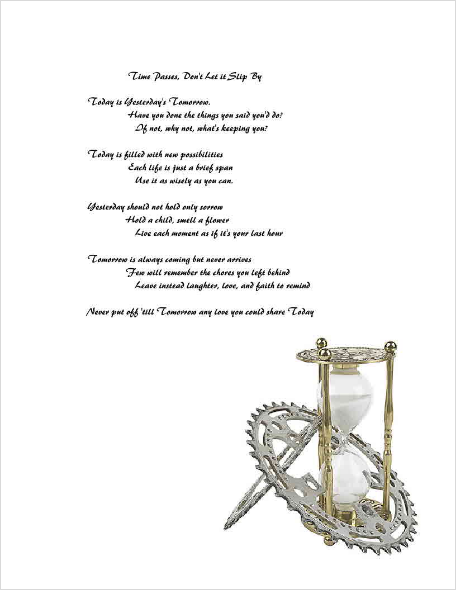 Time Passes, Don't Let it Slip By
Today is Yesterday's Tomorrow.
Have you done the things you said you'd do?
If not, why not, what's keeping you?
Today is filled with new possibilities
Each life is just a brief span
Use it as wisely as you can.
Yesterday should not hold only sorrow
Hold a child, smell a flower
Live each moment as if it's your last hour
Tomorrow is always coming but never arrives
Few will remember the chores you left behind
Leave instead laughter, love, and faith to remind
Never put off 'till Tomorrow any love you could share Today